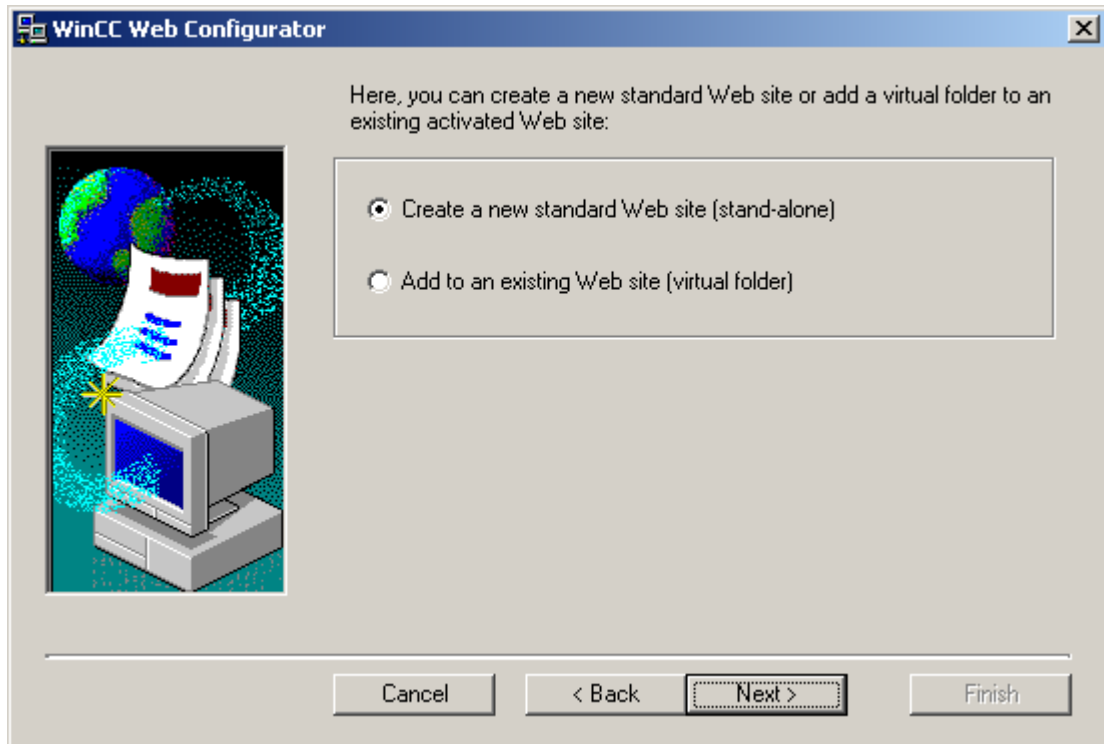 WinCC Web Configurator
Here, you can create a new standard Web site or add a virtual folder to an
existing activated Web site:
Create a new standard Web site (stand-alone)
Add to an existing Web site (virtual folder)
Cancel
< Back
Next >
Finish